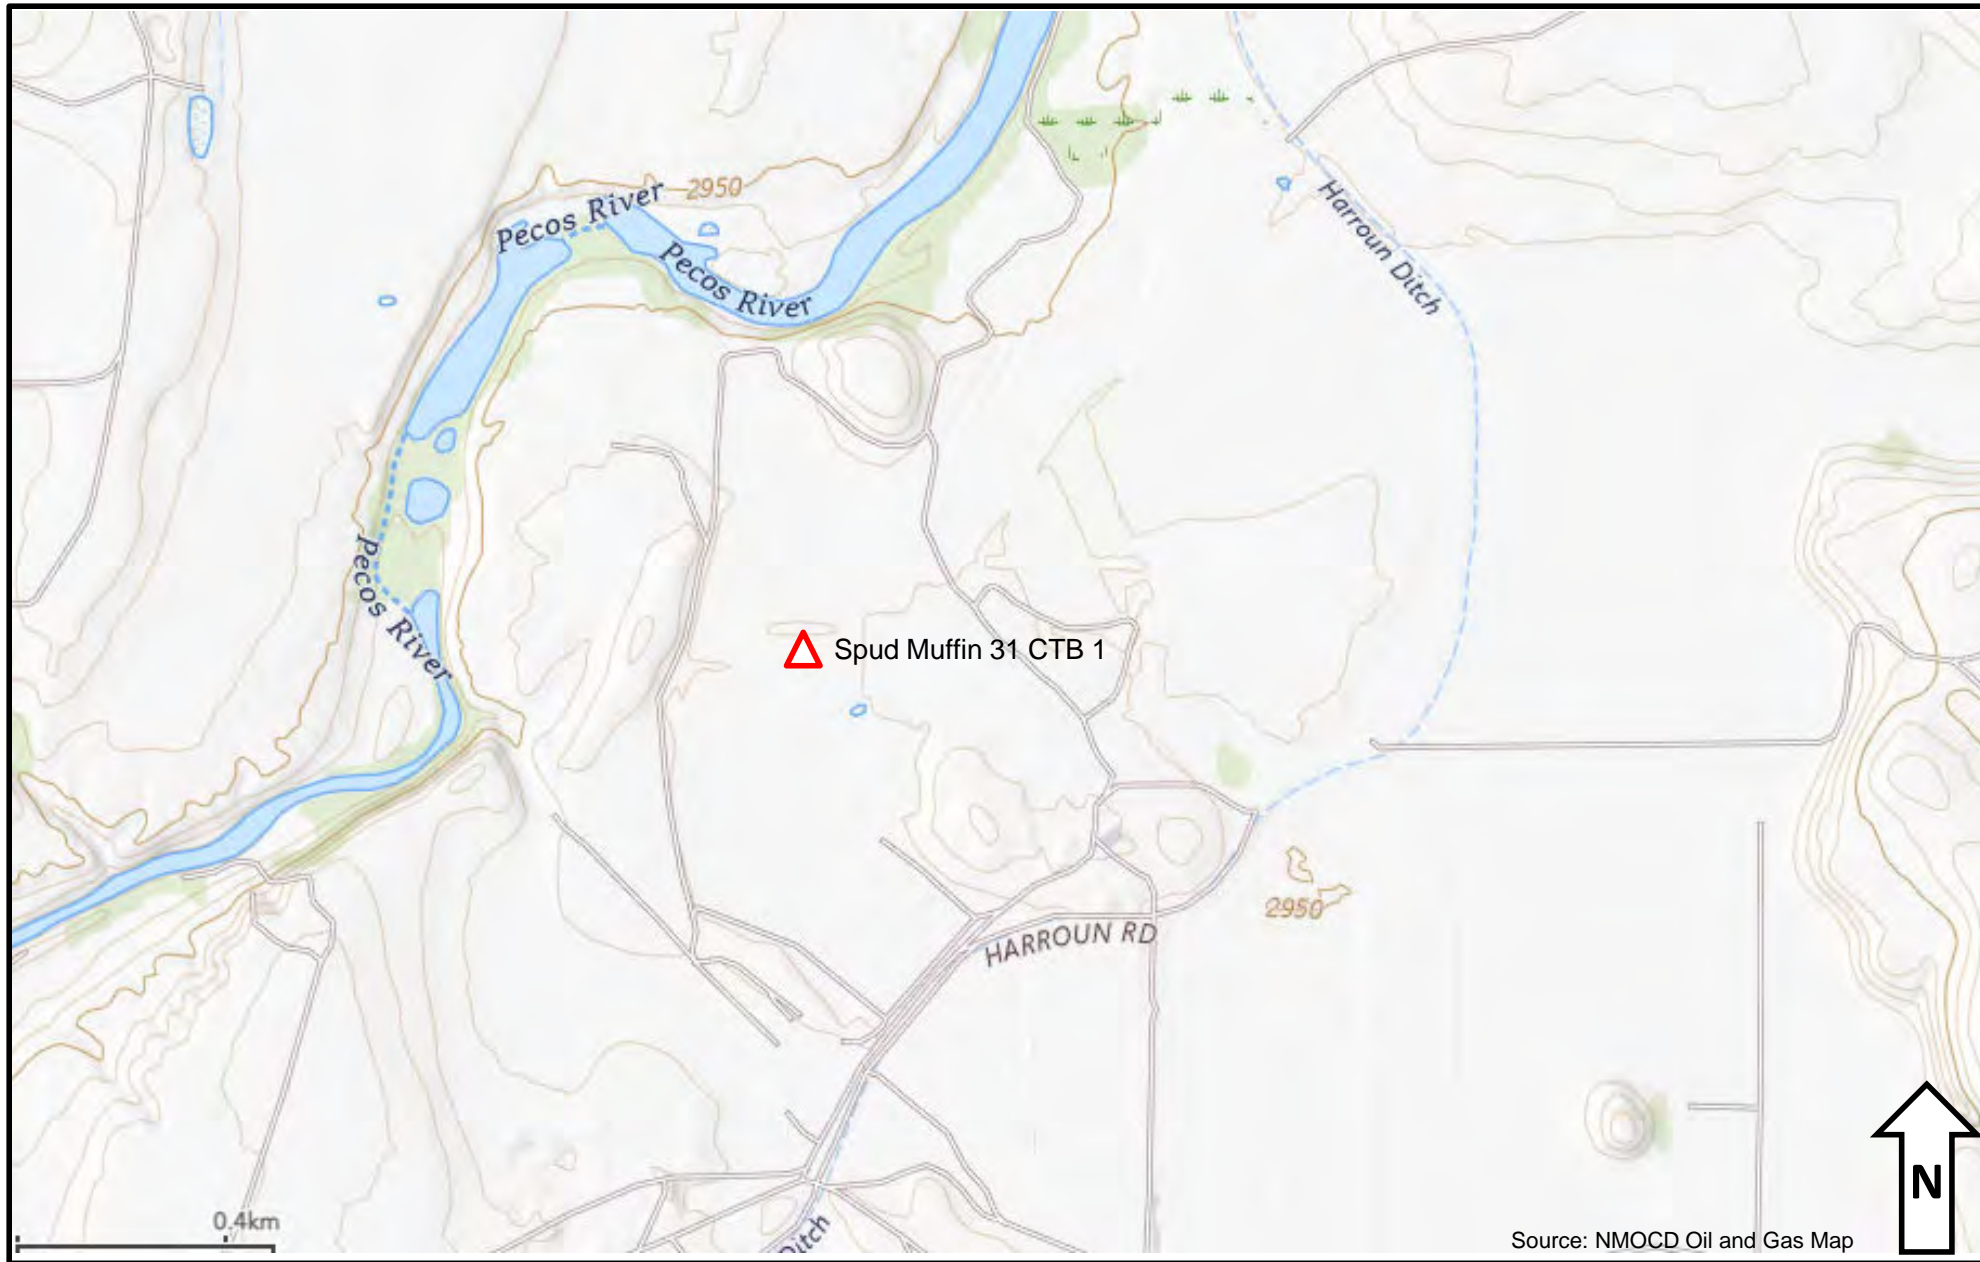 Pecos River
2950
Pecos River
Harroun Ditch
Pecos River
Spud Muffin 31 CTB 1
2950
HARROUN RD
Ditch
0.4km
N
Source: NMOCD Oil and Gas Map